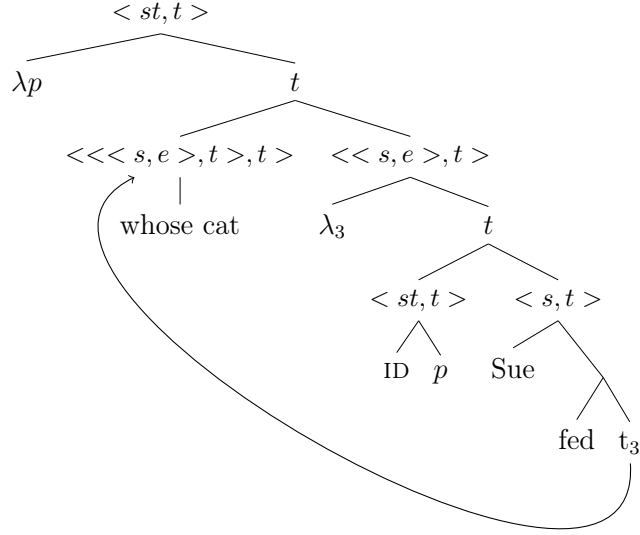 < st, t >
λp t
<<< s, e >, t >, t > << s, e >, t >
whose cat λ₃ t
< st, t > < s, t >
ID p Sue
fed t₃